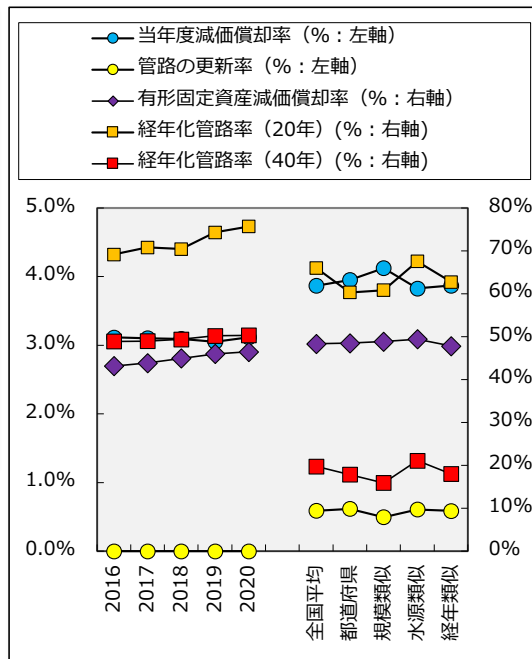 当年度減価償却率（%：左軸）
管路の更新率（%：左軸）
有形固定資産減価償却率（%：右軸）
経年化管路率（20年）(%：右軸)
経年化管路率（40年）(%：右軸)
5.0%
4.0%
3.0%
2.0%
1.0%
0.0%
80%
70%
60%
50%
40%
30%
20%
10%
0%
2016
2017
2018
2019
2020
全国平均
都道府県
規模類似
水源類似
経年類似